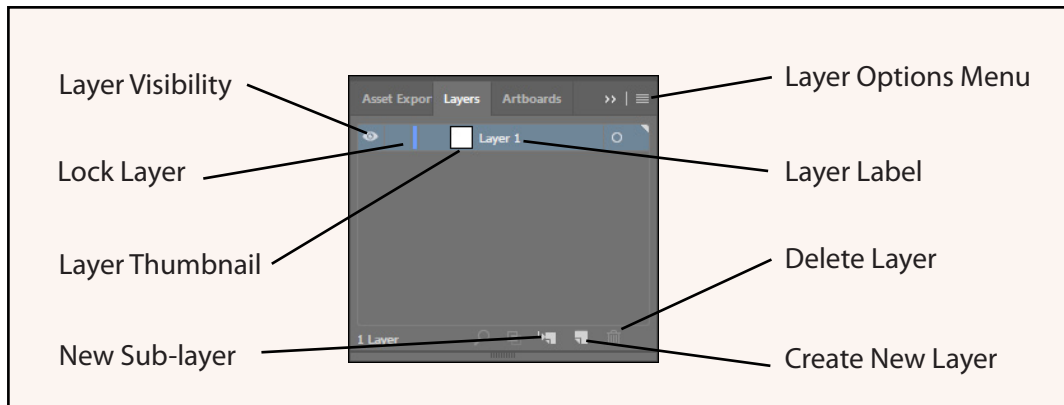 Layer Visibility
Layer Options Menu
Asset Expor Layers Artboards
Layer 1
Lock Layer
Layer Label
Layer Thumbnail
Delete Layer
1 Layer
New Sub-layer
Create New Layer